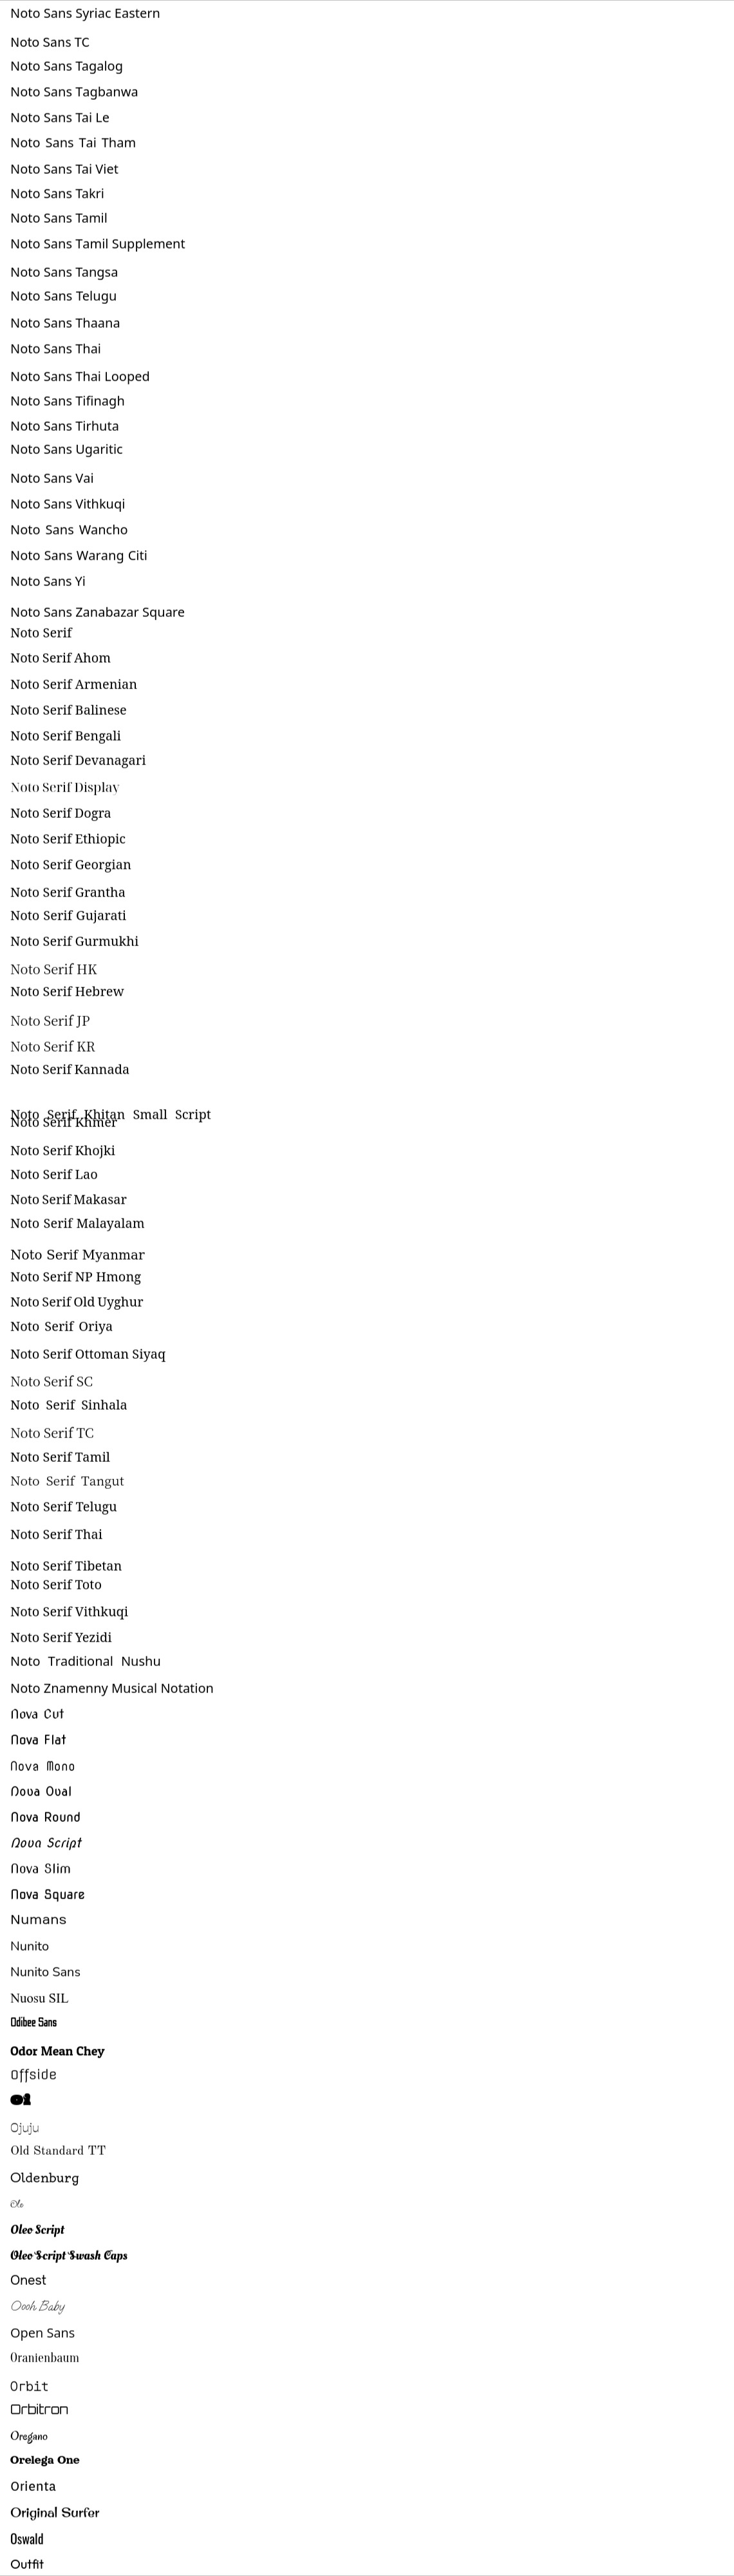 Noto Sans Syriac Eastern
Noto Sans TC
Noto Sans Tagalog
Noto Sans Tagbanwa
Noto Sans Tai Le
Noto Sans Tai Tham
Noto Sans Tai Viet
Noto Sans Takri
Noto Sans Tamil
Noto Sans Tamil Supplement
Noto Sans Tangsa
Noto Sans Telugu
Noto Sans Thaana
Noto Sans Thai
Noto Sans Thai Looped
Noto Sans Tifinagh
Noto Sans Tirhuta
Noto Sans Ugaritic
Noto Sans Vai
Noto Sans Vithkuqi
Noto Sans Wancho
Noto Sans Warang Citi
Noto Sans Yi
Noto Sans Zanabazar Square
Noto Serif
Noto Serif Ahom
Noto Serif Armenian
Noto Serif Balinese
Noto Serif Bengali
Noto Serif Devanagari
Noto Serif Display
Noto Serif Dogra
Noto Serif Ethiopic
Noto Serif Georgian
Noto Serif Grantha
Noto Serif Gujarati
Noto Serif Gurmukhi
Noto Serif HK
Noto Serif Hebrew
Noto Serif JP
Noto Serif KR
Noto Serif Kannada
Noto Serif Khitan Small Script
Noto Serif Khmer
Noto Serif Khojki
Noto Serif Lao
Noto Serif Makasar
Noto Serif Malayalam
Noto Serif Myanmar
Noto Serif NP Hmong
Noto Serif Old Uyghur
Noto Serif Oriya
Noto Serif Ottoman Siyaq
Noto Serif SC
Noto Serif Sinhala
Noto Serif TC
Noto Serif Tamil
Noto Serif Tangut
Noto Serif Telugu
Noto Serif Thai
Noto Serif Tibetan
Noto Serif Toto
Noto Serif Vithkuqi
Noto Serif Yezidi
Noto Traditional Nushu
Noto Znamenny Musical Notation
Nova Cut
Nova Flat
Nova Mono
Nova Oval
Nova Round
Nova Script
Nova Slim
Nova Square
Numans
Nunito
Nunito Sans
Nuosu SIL
Odibee Sans
Odor Mean Chey
Offside
Oi
Ojuju
Old Standard TT
Oldenburg
Ole
Oleo Script
Oleo Script Swash Caps
Onest
Oooh Baby
Open Sans
Oranienbaum
Orbit
Orbitron
Oregano
Orelega One
Orienta
Original Surfer
Oswald
Outfit